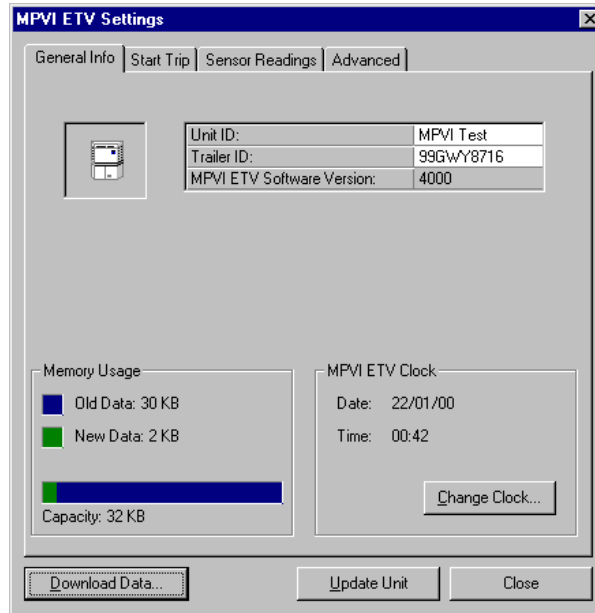 MPVI ETV Settings
General Info Start Trip Sensor Readings Advanced
Unit ID: MPVI Test
Trailer ID: 99GWY8716
MPVI ETV Software Version: 4000
Memory Usage
Old Data: 30 KB
New Data: 2 KB
Capacity: 32 KB
MPVI ETV Clock
Date: 22/01/00
Time: 00:42
Change Clock...
Download Data... Update Unit Close